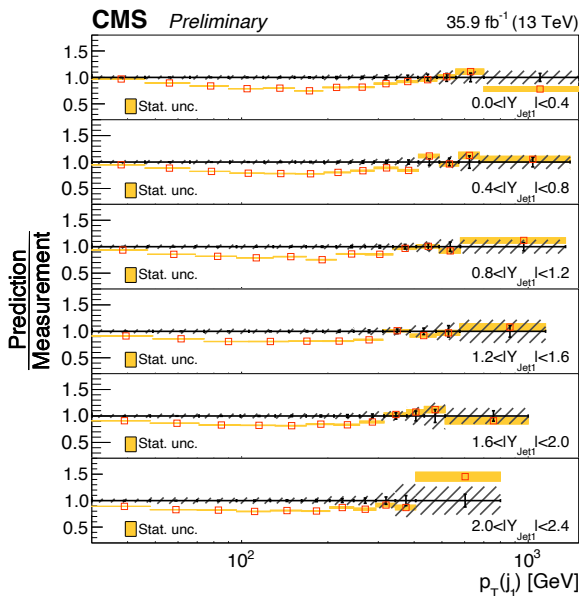 CMS Preliminary 35.9 fb⁻¹ (13 TeV)
1.5
1.0
0.5
Stat. unc. 0.0<|Y_Jet1|<0.4
1.5
1.0
0.5
Stat. unc. 0.4<|Y_Jet1|<0.8
1.5
1.0
0.5
Stat. unc. 0.8<|Y_Jet1|<1.2
Prediction
Measurement
1.5
1.0
0.5
Stat. unc. 1.2<|Y_Jet1|<1.6
1.5
1.0
0.5
Stat. unc. 1.6<|Y_Jet1|<2.0
1.5
1.0
0.5
Stat. unc. 2.0<|Y_Jet1|<2.4
10² 10³
p_T(j₁) [GeV]